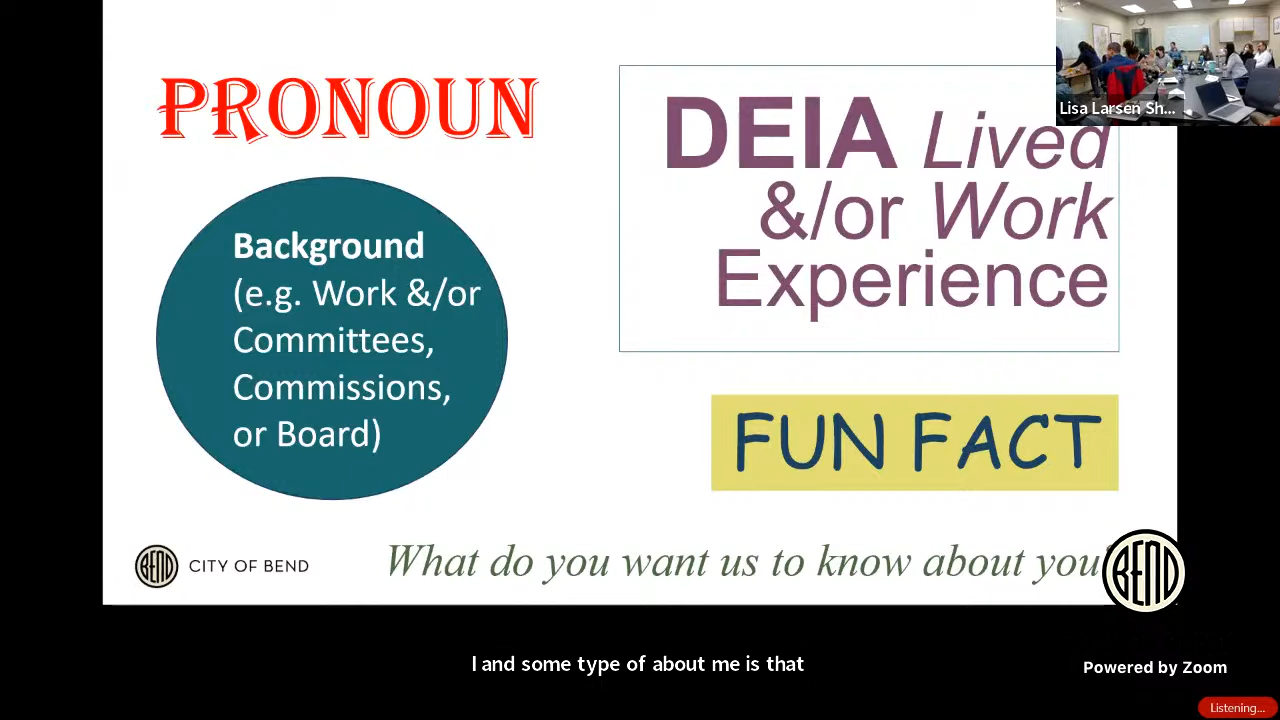 PRONOUN
DEIA Lived
&/or Work
Experience
Background
(e.g. Work &/or
Committees,
Commissions,
or Board)
FUN FACT
BEND
CITY OF BEND
What do you want us to know about you
BEND
Lisa Larsen Sh...
I and some type of about me is that
Powered by Zoom
Listening...